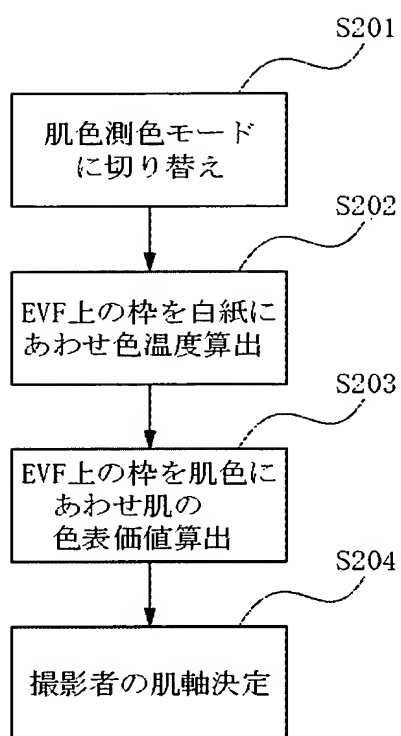 S201
肌色測色モード
に切り替え
S202
EVF上の枠を白紙に
あわせ色温度算出
S203
EVF上の枠を肌色に
あわせ肌の
色表価値算出
S204
撮影者の肌軸決定